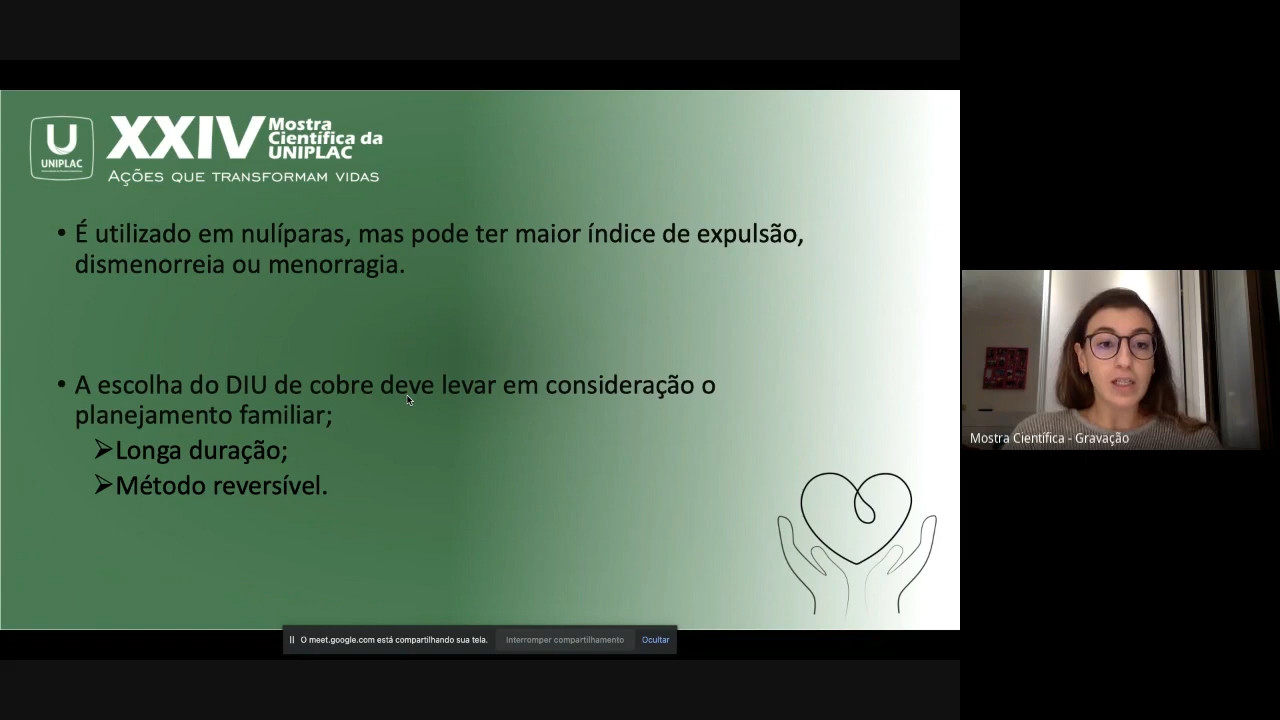 U
UNIPLAC
XXIV
Mostra
Científica da
UNIPLAC
AÇÕES QUE TRANSFORMAM VIDAS
• É utilizado em nulíparas, mas pode ter maior índice de expulsão,
dismenorreia ou menorragia.
• A escolha do DIU de cobre deve levar em consideração o
planejamento familiar;
➢Longa duração;
➢Método reversível.
Mostra Científica - Gravação
O meet.google.com está compartilhando sua tela.
Interromper compartilhamento
Ocultar